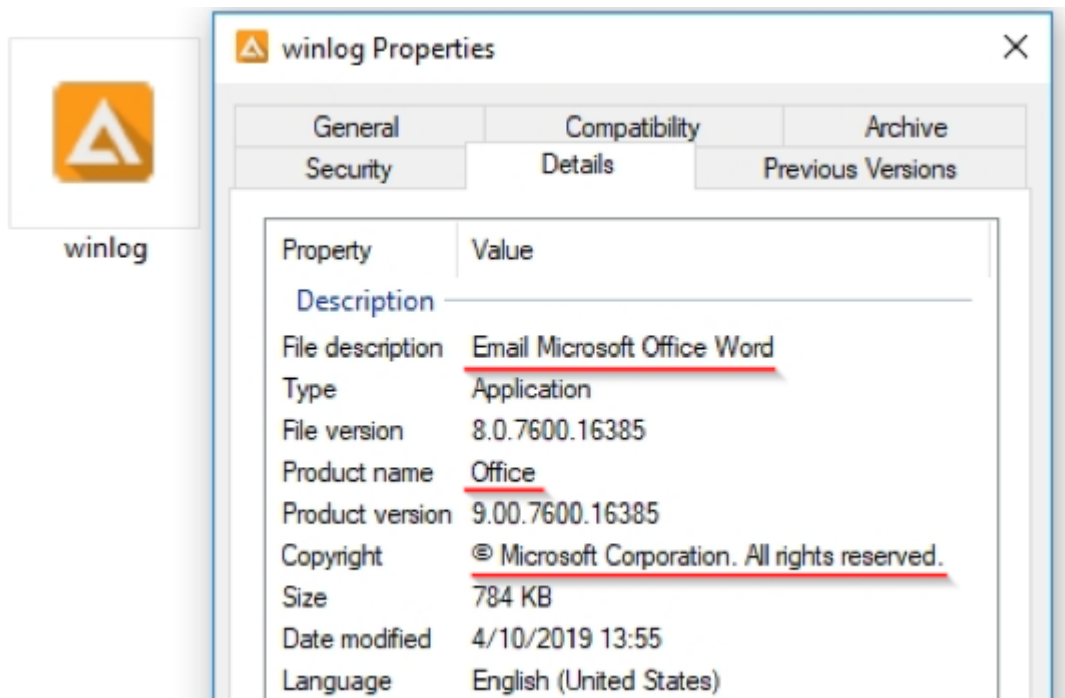 winlog Properties
General Compatibility Archive
Security Details Previous Versions
winlog
Property Value
Description
File description Email Microsoft Office Word
Type Application
File version 8.0.7600.16385
Product name Office
Product version 9.00.7600.16385
Copyright © Microsoft Corporation. All rights reserved.
Size 784 KB
Date modified 4/10/2019 13:55
Language English (United States)